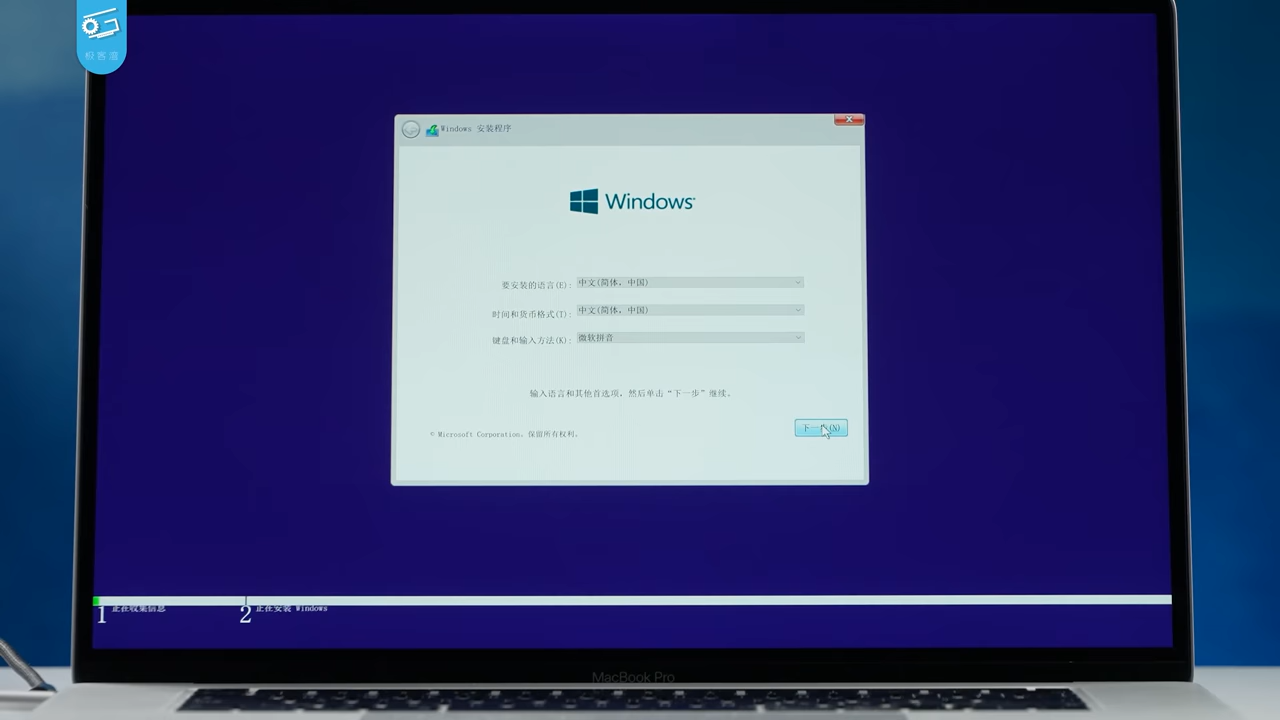 极客湾
Windows 安装程序
Windows
要安装的语言(E): 中文(简体，中国)
时间和货币格式(T): 中文(简体，中国)
键盘和输入方法(K): 微软拼音
输入语言和其他首选项，然后单击“下一步”继续。
© Microsoft Corporation。保留所有权利。
下一步(N)
1 正在收集信息
2 正在安装 Windows
MacBook Pro